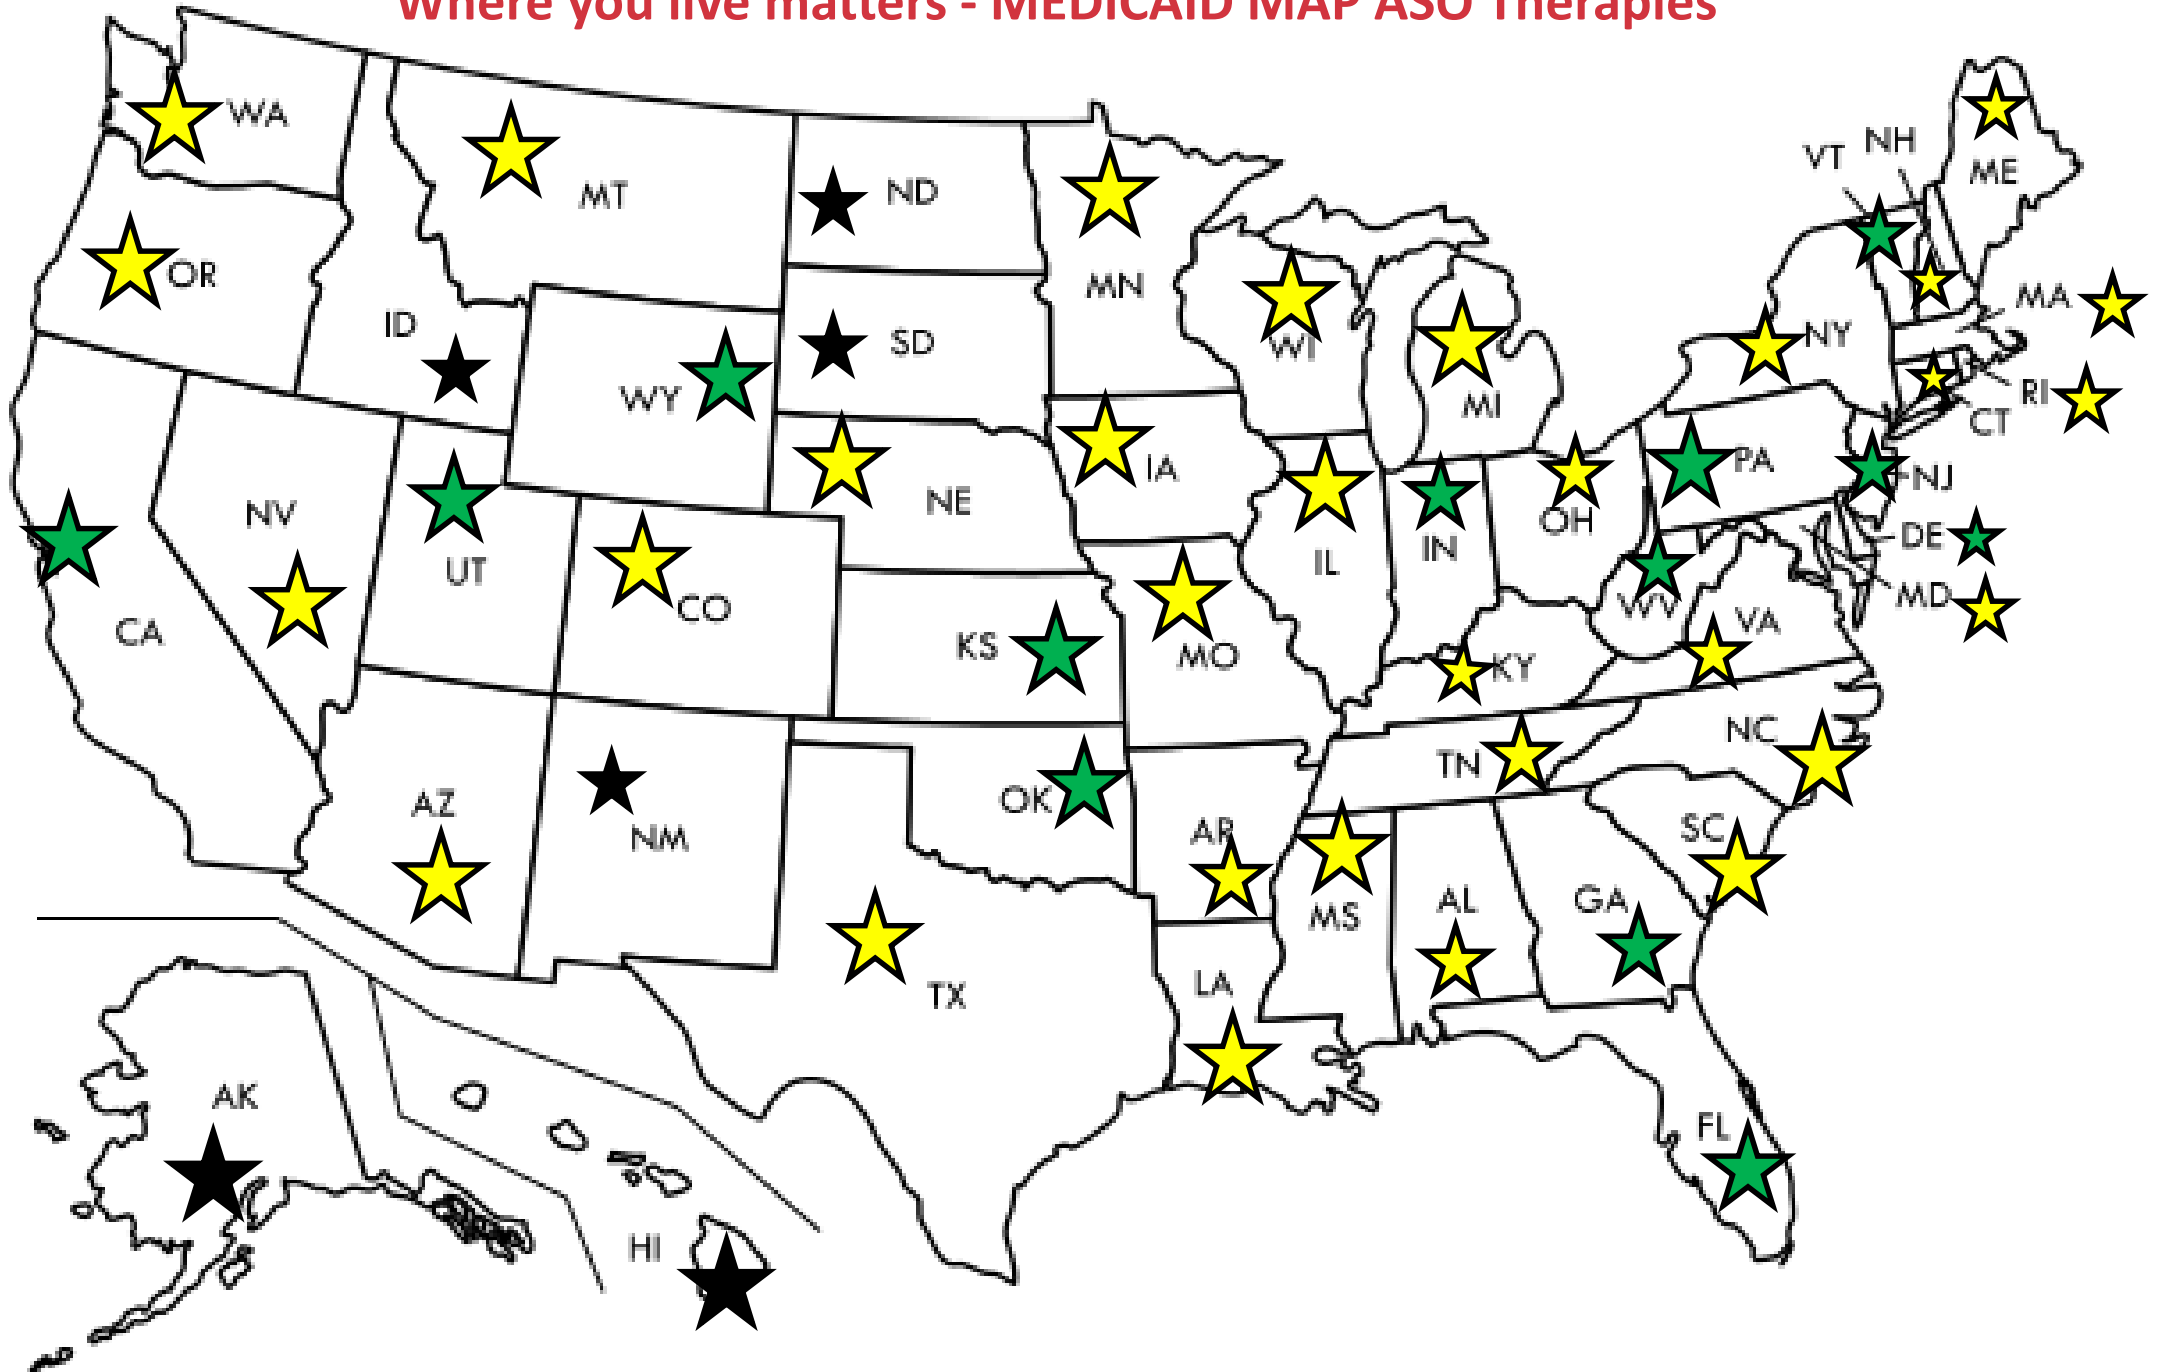 Where you live matters - MEDICAID MAP ASO Therapies
WA
MT
ND
MN
VT
NH
ME
OR
ID
SD
WY
WI
MI
NY
MA
RI
CT
NV
UT
NE
IA
IL
IN
OH
PA
NJ
DE
MD
CA
CO
KS
MO
KY
WV
VA
NC
TN
AZ
NM
OK
AR
SC
MS
AL
GA
TX
LA
FL
AK
HI